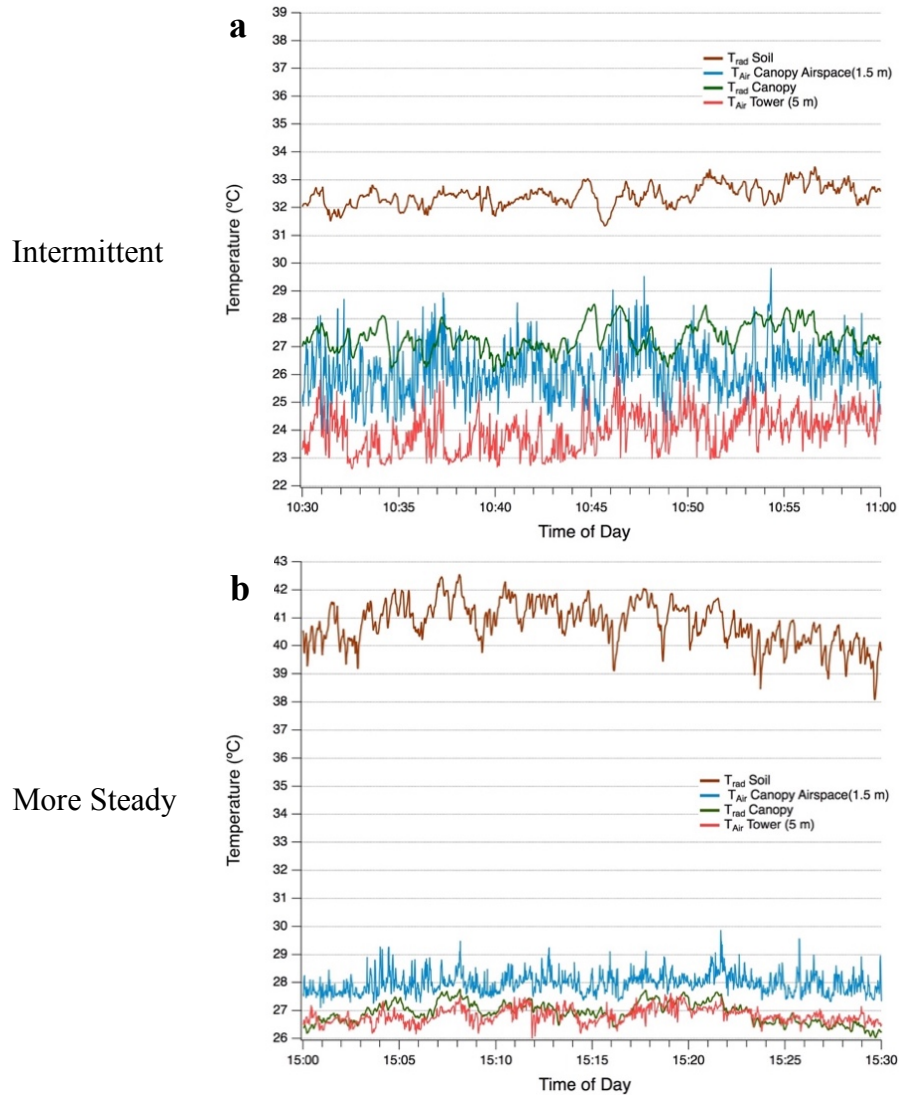 a
39
38
37
36
35
34
33
32
31
30
29
28
27
26
25
24
23
22
Temperature (ºC)
Trad Soil
TAir Canopy Airspace(1.5 m)
Trad Canopy
TAir Tower (5 m)
Intermittent
10:30 10:35 10:40 10:45 10:50 10:55 11:00
Time of Day
b
43
42
41
40
39
38
37
36
35
34
33
32
31
30
29
28
27
26
Temperature (ºC)
Trad Soil
TAir Canopy Airspace(1.5 m)
Trad Canopy
TAir Tower (5 m)
More Steady
15:00 15:05 15:10 15:15 15:20 15:25 15:30
Time of Day